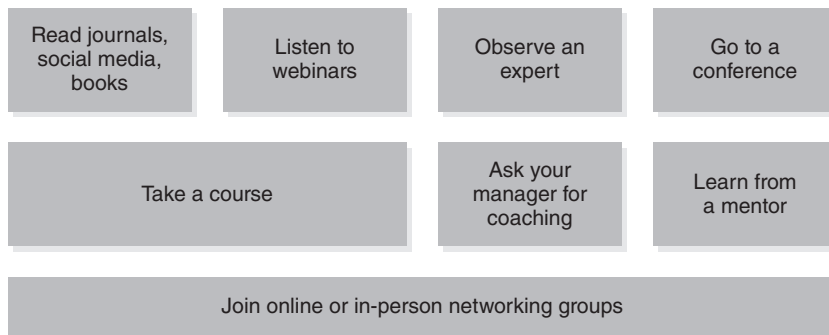 Read journals,
social media,
books
Listen to
webinars
Observe an
expert
Go to a
conference
Take a course
Ask your
manager for
coaching
Learn from
a mentor
Join online or in-person networking groups